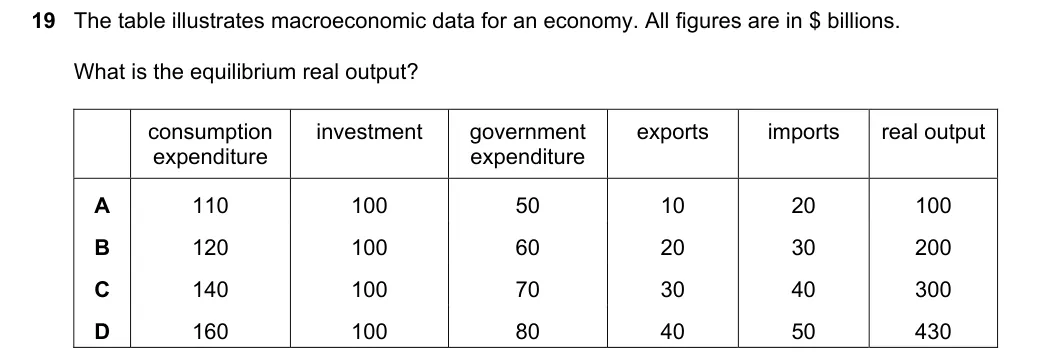 19 The table illustrates macroeconomic data for an economy. All figures are in $ billions.
What is the equilibrium real output?
consumption expenditure investment government expenditure exports imports real output
A 110 100 50 10 20 100
B 120 100 60 20 30 200
C 140 100 70 30 40 300
D 160 100 80 40 50 430